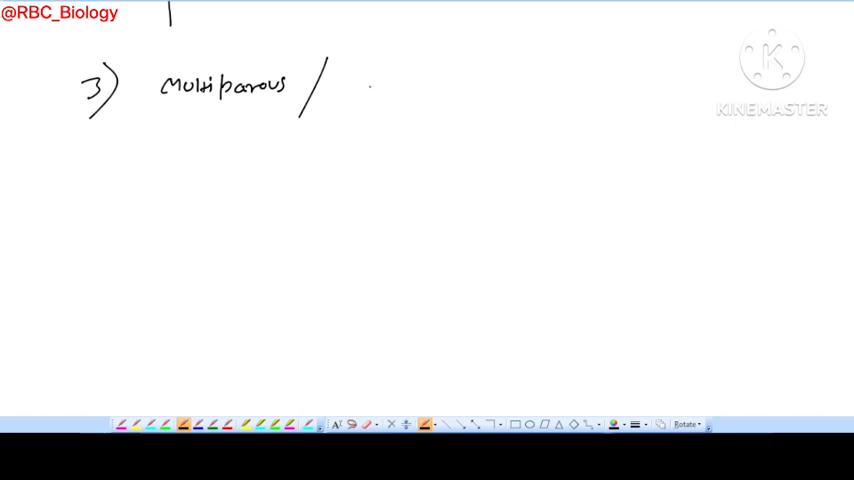 @RBC_Biology
3) Multiparous /
KINEMASTER
Rotate